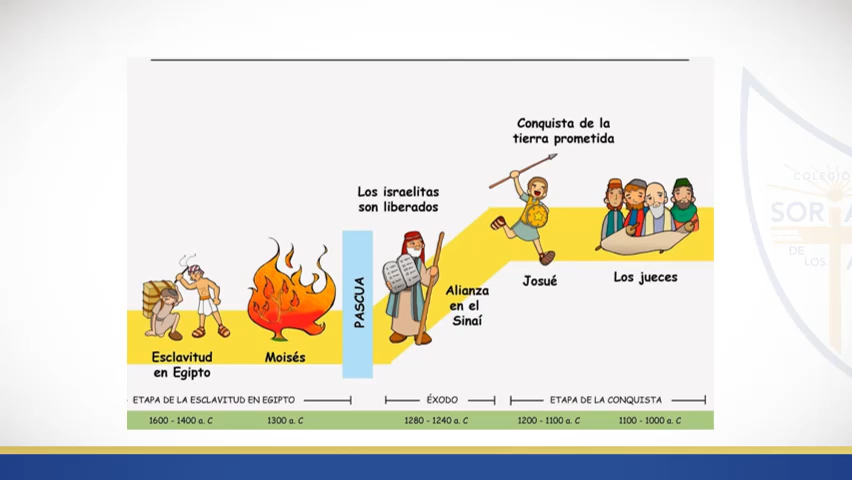 Conquista de la
tierra prometida
Los israelitas
son liberados
PASCUA
Alianza
en el
Sinaí
Josué
Los jueces
Esclavitud
en Egipto
Moisés
ETAPA DE LA ESCLAVITUD EN EGIPTO
ÉXODO
ETAPA DE LA CONQUISTA
1600 - 1400 a. C
1300 a. C
1280 - 1240 a. C
1200 - 1100 a. C
1100 - 1000 a. C
COLEGIO
SOR
DE
LOS